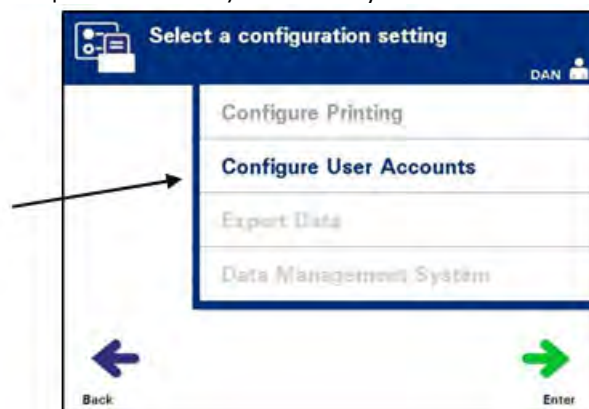 Select a configuration setting
DAN
Configure Printing
Configure User Accounts
Export Data
Data Management System
Back
Enter